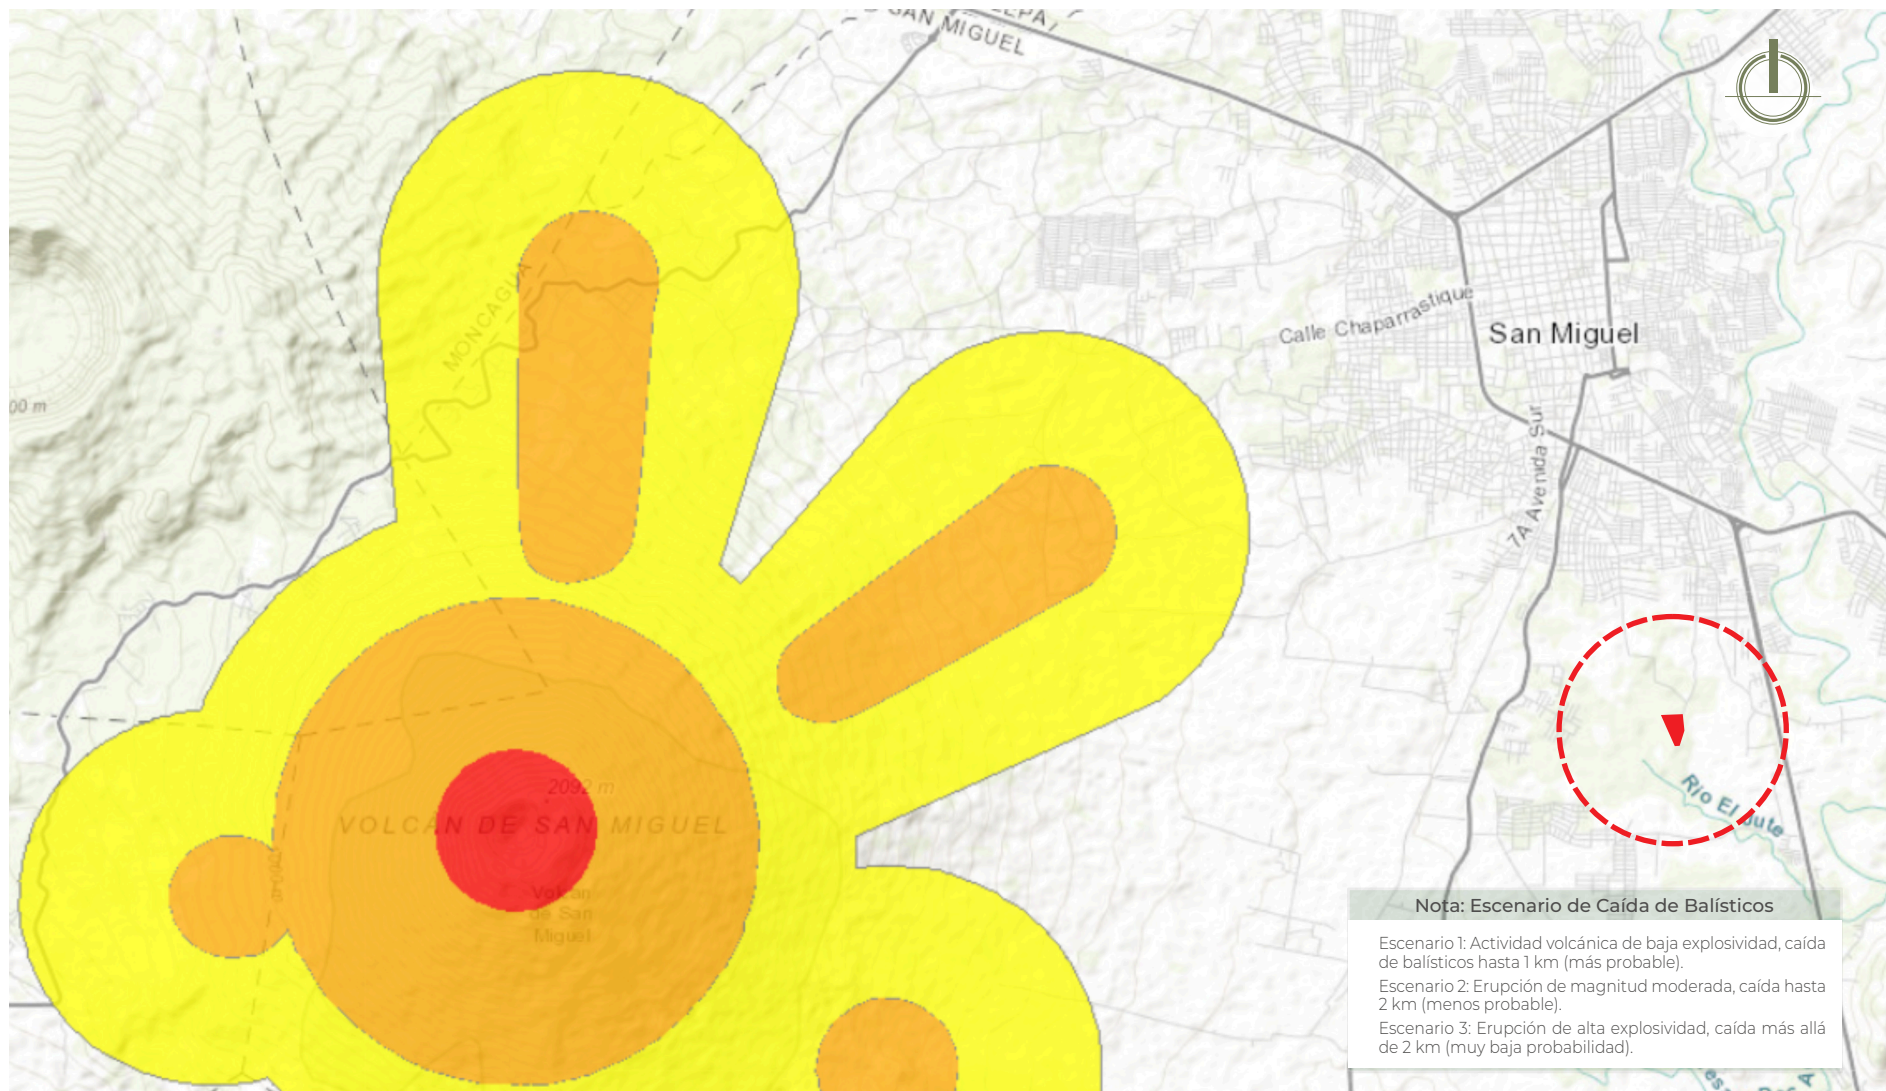 SAN MIGUEL
MONCAGUA
Calle Chaparrastique
San Miguel
00 m
7A Avenida Sur
2092 m
VOLCAN DE SAN MIGUEL
Volcan
de San
Miguel
Río El Jute
Nota: Escenario de Caída de Balísticos
Escenario 1: Actividad volcánica de baja explosividad, caída
de balísticos hasta 1 km (más probable).
Escenario 2: Erupción de magnitud moderada, caída hasta
2 km (menos probable).
Escenario 3: Erupción de alta explosividad, caída más allá
de 2 km (muy baja probabilidad).